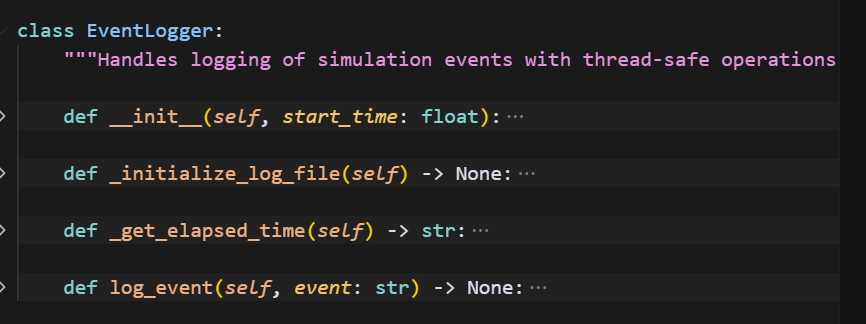 class EventLogger:
    """Handles logging of simulation events with thread-safe operations
    def __init__(self, start_time: float):···
    def _initialize_log_file(self) -> None:···
    def _get_elapsed_time(self) -> str:···
    def log_event(self, event: str) -> None:···